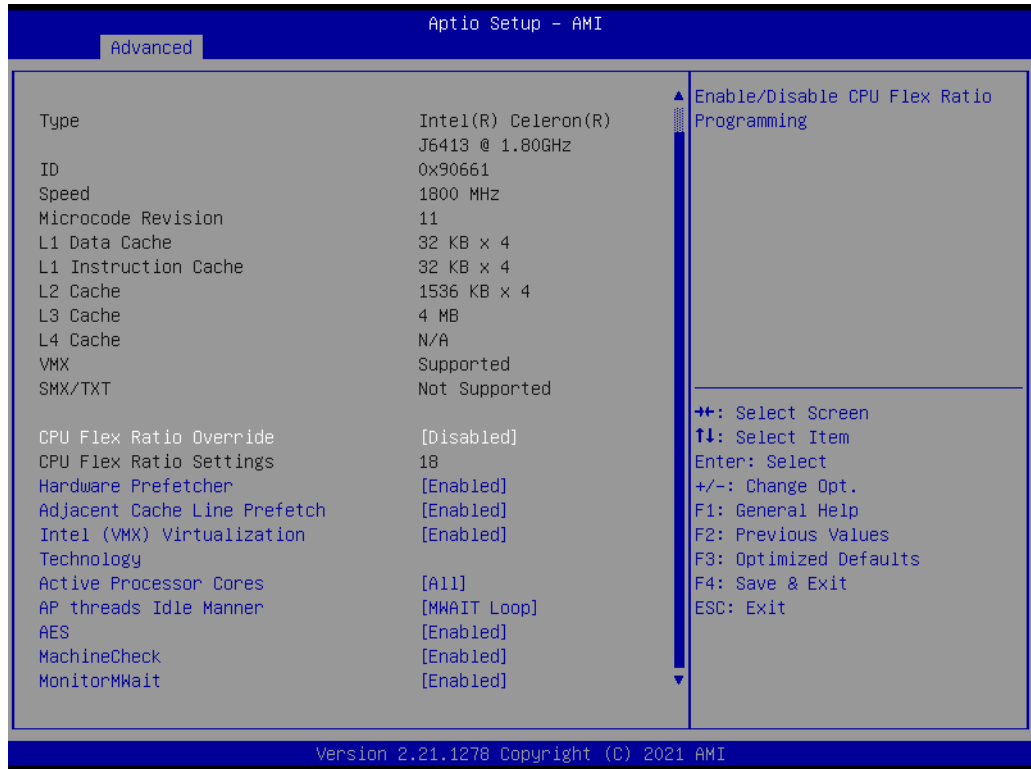 Aptio Setup - AMI
Advanced
Type Intel(R) Celeron(R)
J6413 @ 1.80GHz
ID 0x90661
Speed 1800 MHz
Microcode Revision 11
L1 Data Cache 32 KB x 4
L1 Instruction Cache 32 KB x 4
L2 Cache 1536 KB x 4
L3 Cache 4 MB
L4 Cache N/A
VMX Supported
SMX/TXT Not Supported
CPU Flex Ratio Override [Disabled]
CPU Flex Ratio Settings 18
Hardware Prefetcher [Enabled]
Adjacent Cache Line Prefetch [Enabled]
Intel (VMX) Virtualization [Enabled]
Technology
Active Processor Cores [All]
AP threads Idle Manner [MWAIT Loop]
AES [Enabled]
MachineCheck [Enabled]
MonitorMWait [Enabled]
Enable/Disable CPU Flex Ratio
Programming
→←: Select Screen
↑↓: Select Item
Enter: Select
+/-: Change Opt.
F1: General Help
F2: Previous Values
F3: Optimized Defaults
F4: Save & Exit
ESC: Exit
Version 2.21.1278 Copyright (C) 2021 AMI